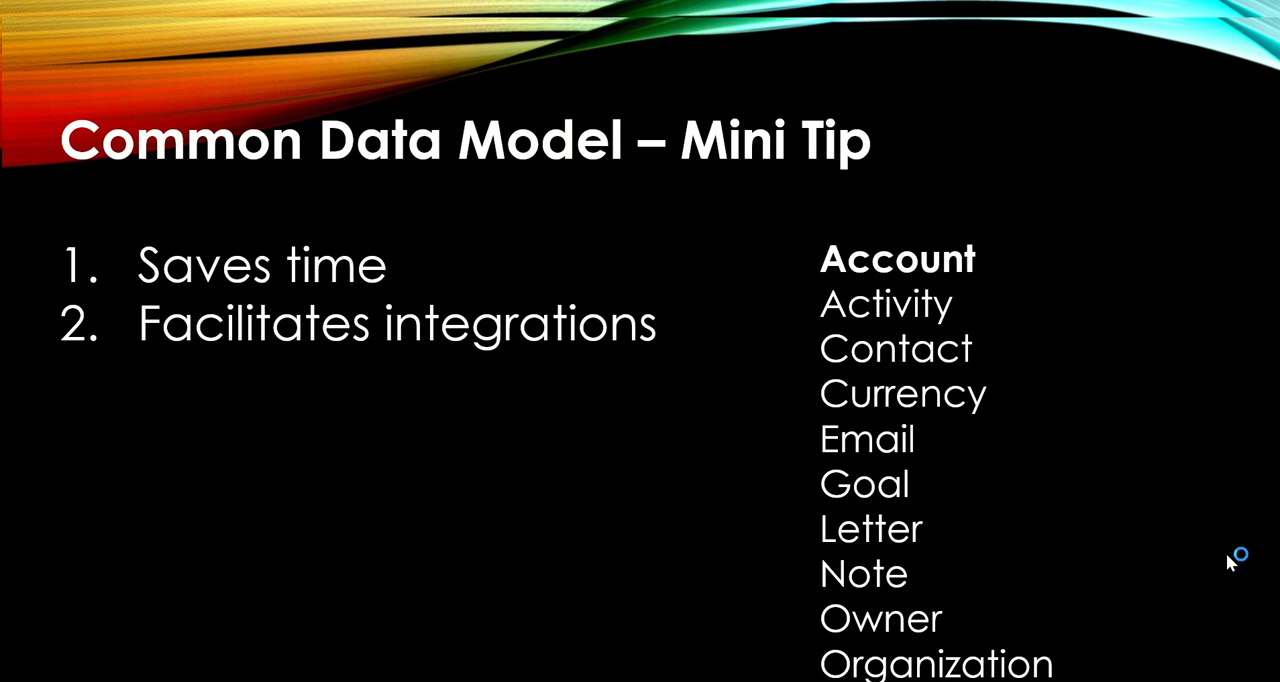 Common Data Model – Mini Tip
1. Saves time
2. Facilitates integrations
Account
Activity
Contact
Currency
Email
Goal
Letter
Note
Owner
Organization